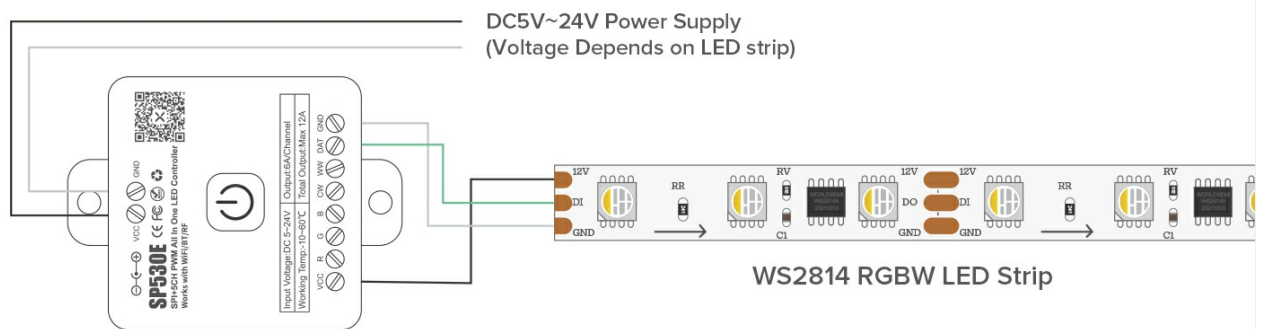 DC5V~24V Power Supply
(Voltage Depends on LED strip)
GND
VCC
SP530E
SPI+5CH PWM All In One LED Controller
Works with WiFi/BT/RF
Input Voltage:DC 5~24V
Output:6A/Channel
Working Temp:-10~60℃
Total Output:Max 12A
GND
DAT
WW
CW
B
G
R
VCC
12V
DI
GND
RR
RV
C1
12V
DO
GND
12V
DI
GND
RR
RV
C1
WORLDSEMI
WS2814A
WS2814 RGBW LED Strip